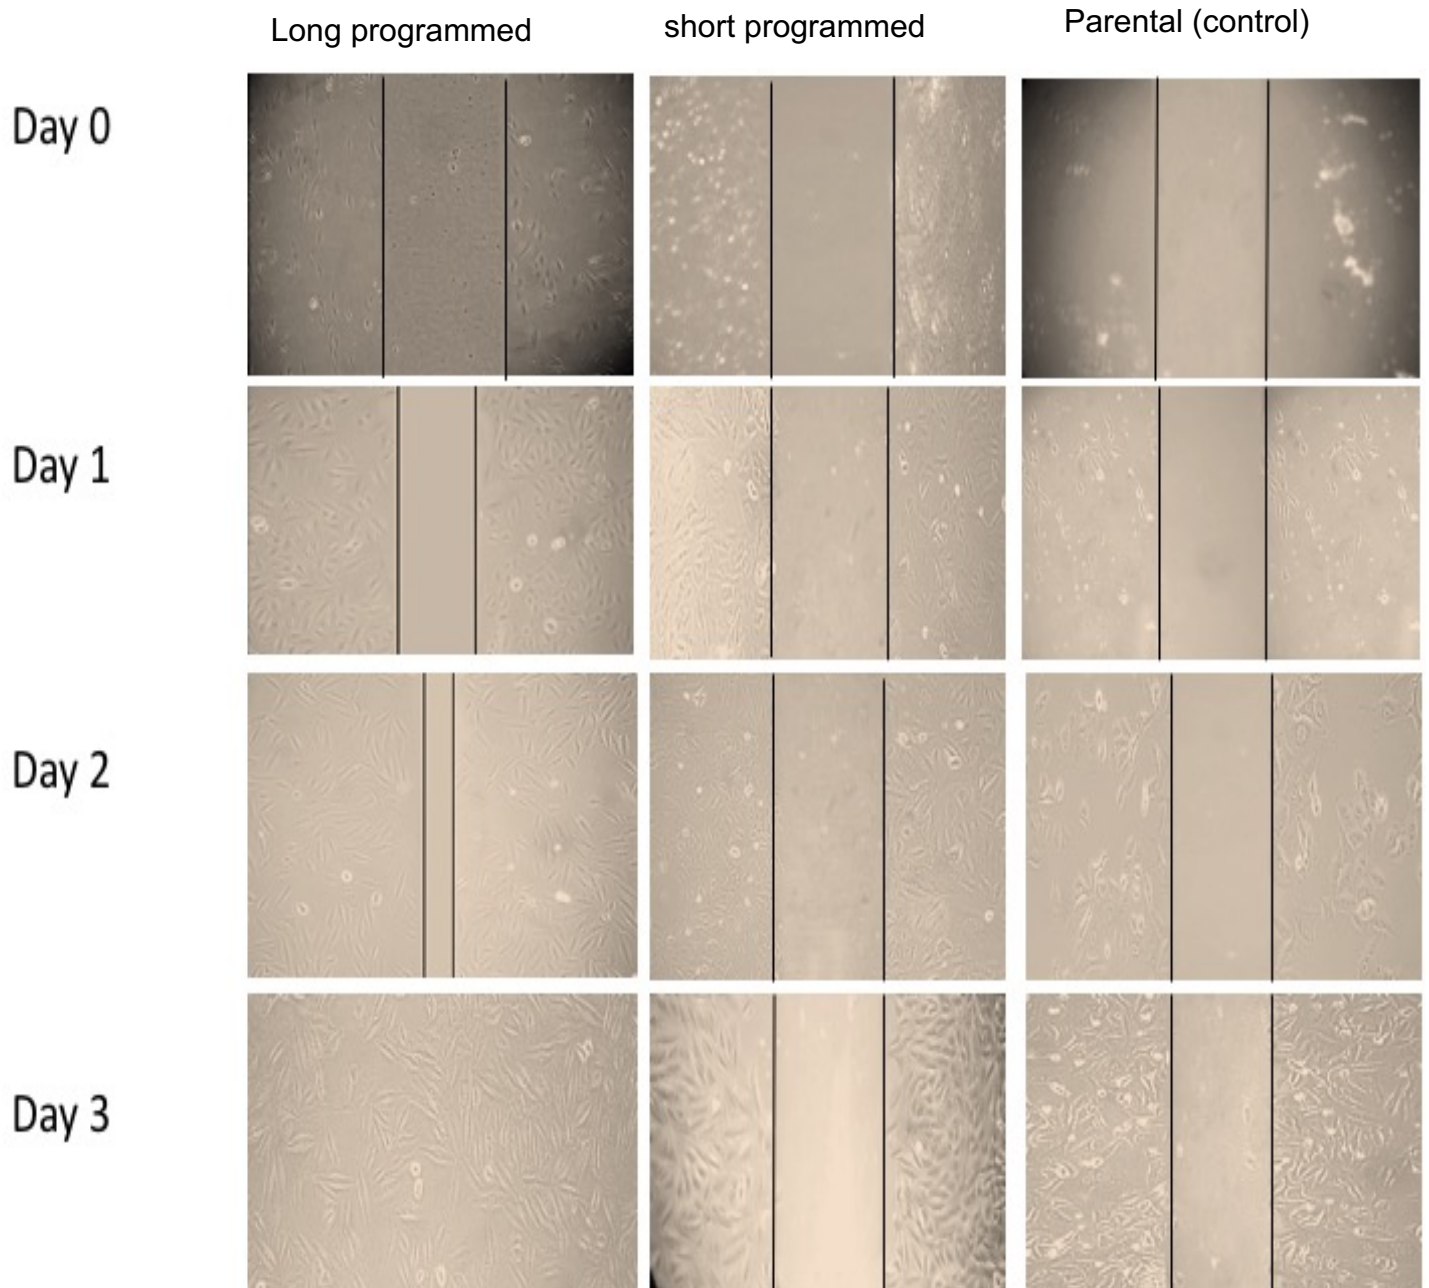 Long programmed
short programmed
Parental (control)
Day 0
Day 1
Day 2
Day 3